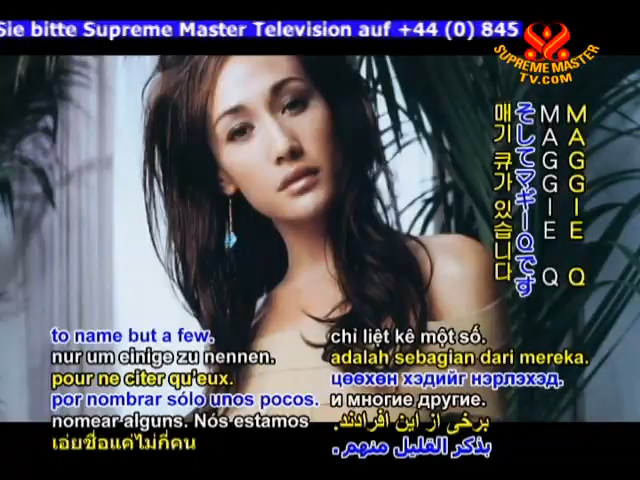 Sie bitte Supreme Master Television auf +44 (0) 845
SUPREME MASTER
TV.COM
매기 큐가 있습니다
そしてマギーQです
MAGGIE Q
MAGGIE Q
to name but a few.
nur um einige zu nennen.
pour ne citer qu'eux.
por nombrar sólo unos pocos.
nomear alguns. Nós estamos
เอ่ยชื่อแค่ไม่กี่คน
chỉ liệt kê một số.
adalah sebagian dari mereka.
цөөхөн хэдийг нэрлэхэд.
и многие другие.
برخی از این افرادند.
بذكر القليل منهم.